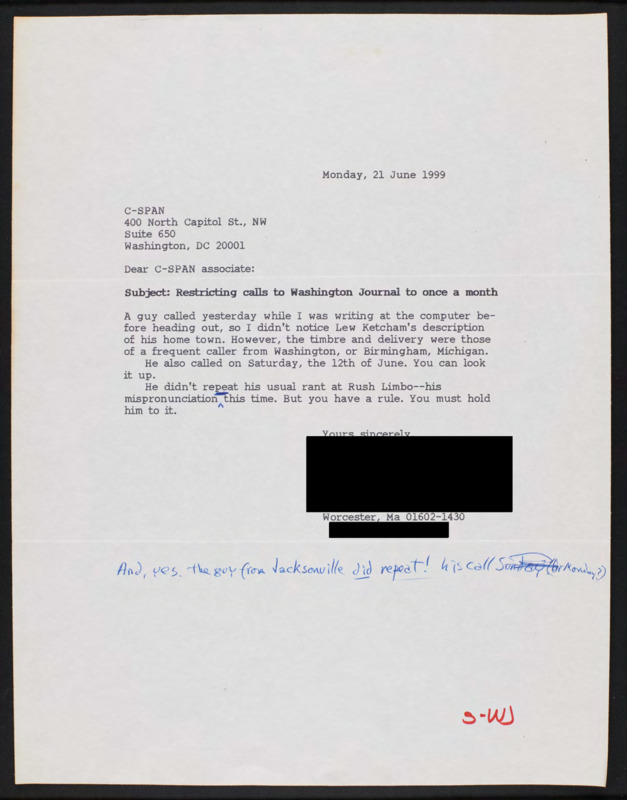 Monday, 21 June 1999
C-SPAN
400 North Capitol St., NW
Suite 650
Washington, DC 20001
Dear C-SPAN associate:
Subject: Restricting calls to Washington Journal to once a month
A guy called yesterday while I was writing at the computer be-
fore heading out, so I didn't notice Lew Ketcham's description
of his home town. However, the timbre and delivery were those
of a frequent caller from Washington, or Birmingham, Michigan.
He also called on Saturday, the 12th of June. You can look
it up.
He didn't repeat his usual rant at Rush Limbo--his
mispronunciation this time. But you have a rule. You must hold
him to it.
Yours sincerely
Worcester, Ma 01602-1430
And, yes, the guy from Jacksonville did repeat! his call Sunday (or Monday?)
S-WJ